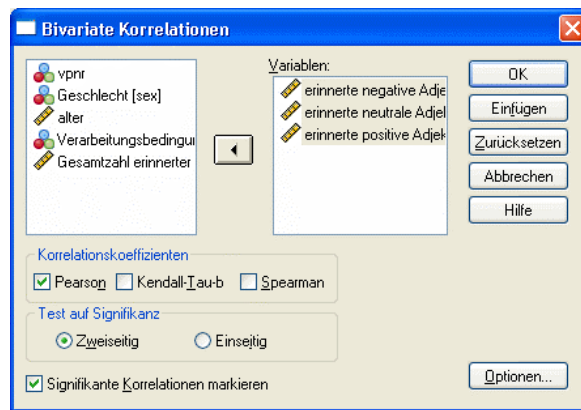 Bivariate Korrelationen
vpnr
Geschlecht [sex]
alter
Verarbeitungsbedingu
Gesamtzahl erinnerter
Variablen:
erinnerte negative Adje
erinnerte neutrale Adjel
erinnerte positive Adjek
OK
Einfügen
Zurücksetzen
Abbrechen
Hilfe
Korrelationskoeffizienten
Pearson Kendall-Tau-b Spearman
Test auf Signifikanz
Zweiseitig Einseitig
Signifikante Korrelationen markieren
Optionen...